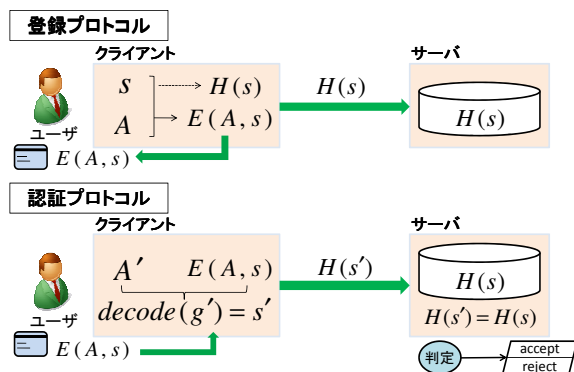 登録プロトコル
クライアント
サーバ
s
H(s)
H(s)
A
E(A,s)
H(s)
ユーザ
E(A,s)
認証プロトコル
クライアント
サーバ
A′
E(A,s)
H(s′)
H(s)
decode(g′)=s′
H(s′)=H(s)
ユーザ
E(A,s)
判定
accept
reject